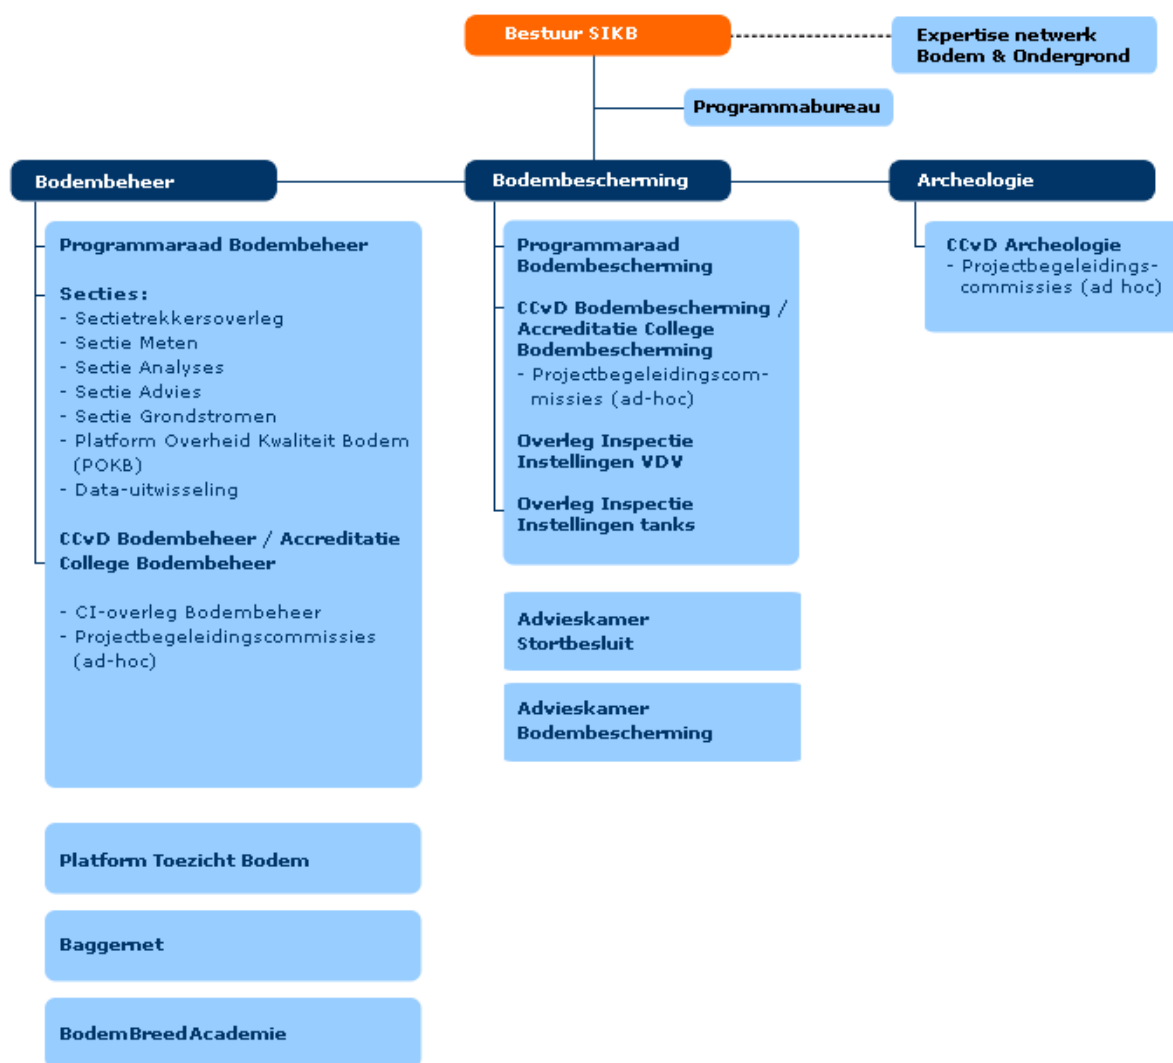 Bestuur SIKB
Expertise netwerk
Bodem & Ondergrond
Programmabureau
Bodembeheer
Bodembescherming
Archeologie
Programmaraad Bodembeheer
Secties:
- Sectietrekkersoverleg
- Sectie Meten
- Sectie Analyses
- Sectie Advies
- Sectie Grondstromen
- Platform Overheid Kwaliteit Bodem
(POKB)
- Data-uitwisseling
CCvD Bodembeheer / Accreditatie
College Bodembeheer
- CI-overleg Bodembeheer
- Projectbegeleidingscommissies
(ad-hoc)
Platform Toezicht Bodem
Baggernet
BodemBreedAcademie
Programmaraad
Bodembescherming
CCvD Bodembescherming /
Accreditatie College
Bodembescherming
- Projectbegeleidingscom-
missies (ad-hoc)
Overleg Inspectie
Instellingen VDV
Overleg Inspectie
Instellingen tanks
Advieskamer
Stortbesluit
Advieskamer
Bodembescherming
CCvD Archeologie
- Projectbegeleidings-
commissies (ad hoc)